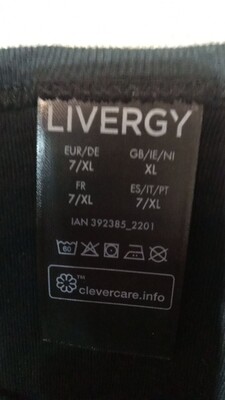 LIVERGY
EUR/DE GB/IE/NI
7/XL XL
FR ES/IT/PT
7/XL 7/XL
IAN 392385_2201
60
™
clevercare.info